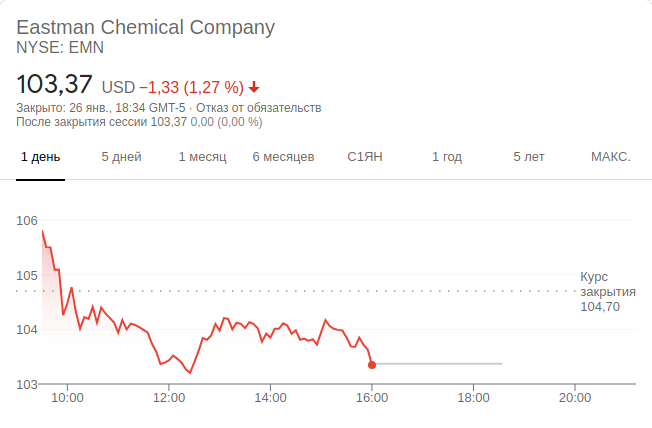 Eastman Chemical Company
NYSE: EMN
103,37 USD −1,33 (1,27 %)
Закрыто: 26 янв., 18:34 GMT-5 · Отказ от обязательств
После закрытия сессии 103,37 0,00 (0,00 %)
1 день 5 дней 1 месяц 6 месяцев С1ЯН 1 год 5 лет МАКС.
106
105
104
103
Курс
закрытия
104,70
10:00 12:00 14:00 16:00 18:00 20:00